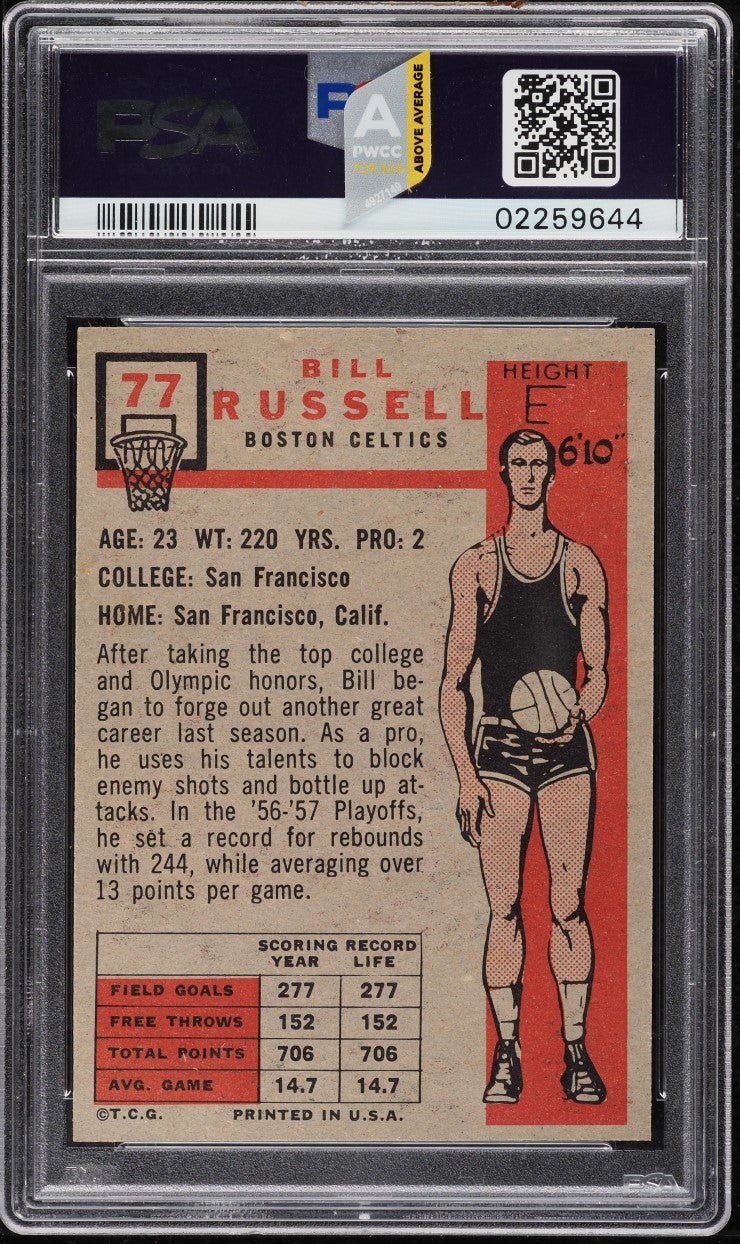 PSA
A
PWCC
ABOVE AVERAGE
02259644
77
BILL
RUSSELL
BOSTON CELTICS
HEIGHT
6'10"
AGE: 23 WT: 220 YRS. PRO: 2
COLLEGE: San Francisco
HOME: San Francisco, Calif.
After taking the top college
and Olympic honors, Bill be-
gan to forge out another great
career last season. As a pro,
he uses his talents to block
enemy shots and bottle up at-
tacks. In the '56-'57 Playoffs,
he set a record for rebounds
with 244, while averaging over
13 points per game.
SCORING RECORD
YEAR LIFE
FIELD GOALS 277 277
FREE THROWS 152 152
TOTAL POINTS 706 706
AVG. GAME 14.7 14.7
©T.C.G. PRINTED IN U.S.A.
PSA